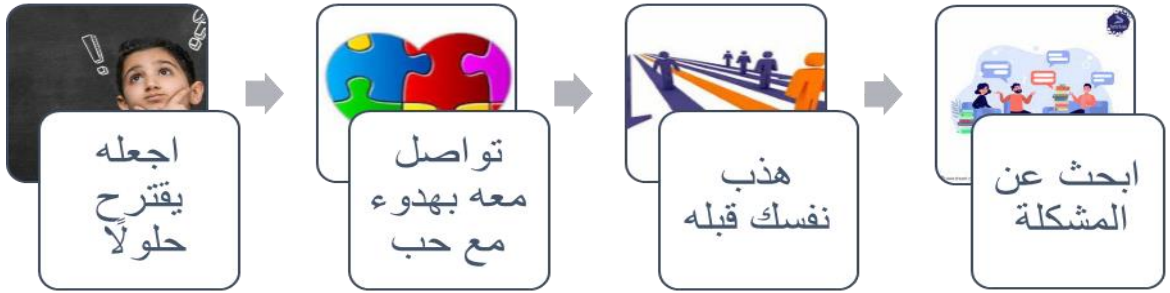 ابحث عن
المشكلة
هذب
نفسك قبله
تواصل
معه بهدوء
مع حب
اجعله
يقترح
حلولًا